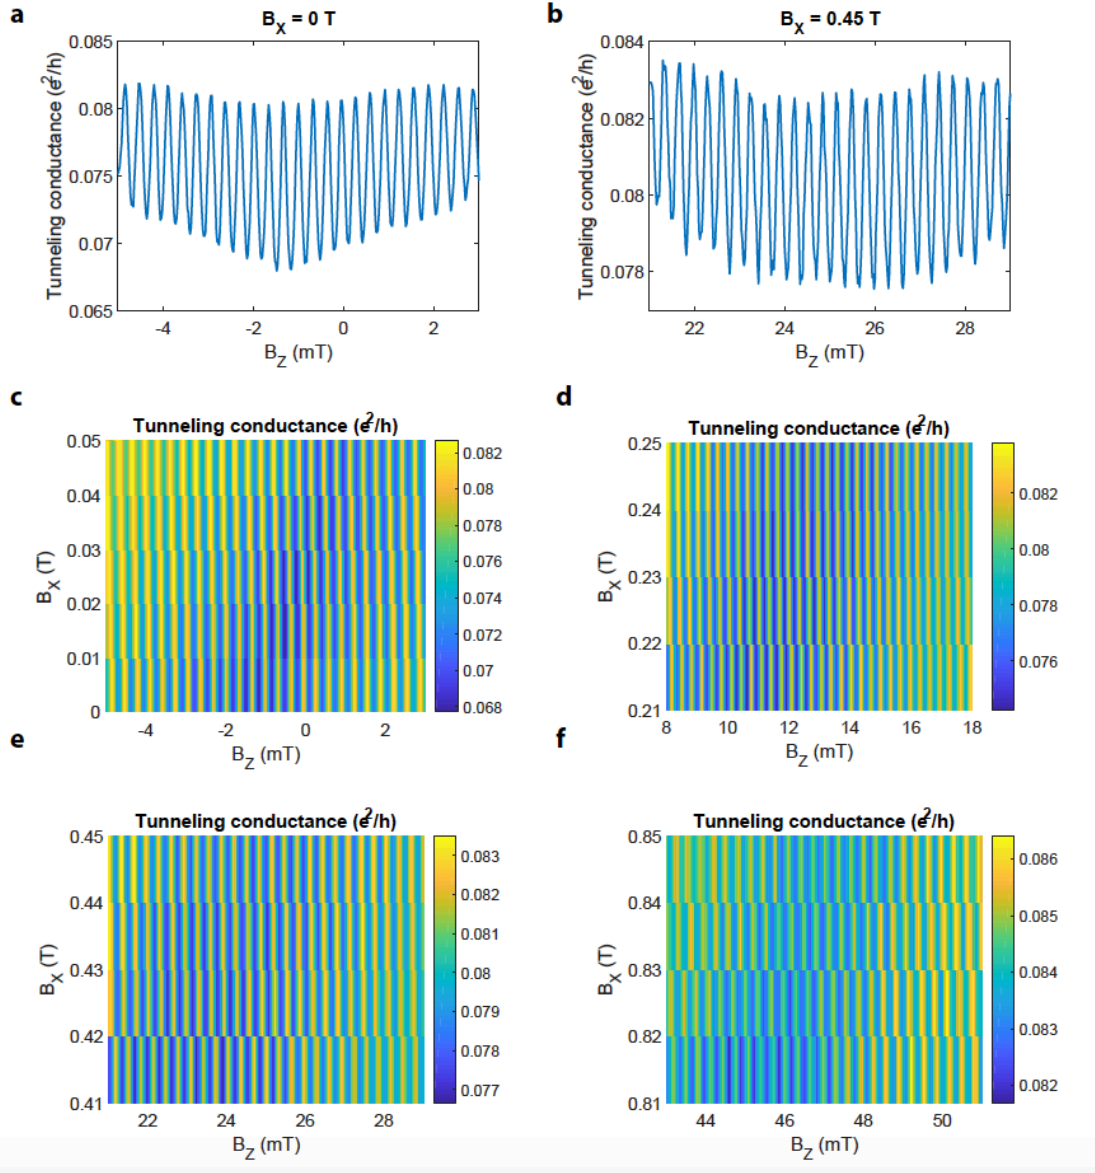 a
B_X = 0 T
Tunneling conductance (e²/h)
0.085
0.08
0.075
0.07
0.065
-4 -2 0 2
B_Z (mT)
b
B_X = 0.45 T
Tunneling conductance (e²/h)
0.084
0.082
0.08
0.078
22 24 26 28
B_Z (mT)
c
Tunneling conductance (e²/h)
B_X (T)
0.05
0.04
0.03
0.02
0.01
0
-4 -2 0 2
B_Z (mT)
0.082
0.08
0.078
0.076
0.074
0.072
0.07
0.068
d
Tunneling conductance (e²/h)
B_X (T)
0.25
0.24
0.23
0.22
0.21
8 10 12 14 16 18
B_Z (mT)
0.082
0.08
0.078
0.076
e
Tunneling conductance (e²/h)
B_X (T)
0.45
0.44
0.43
0.42
0.41
22 24 26 28
B_Z (mT)
0.083
0.082
0.081
0.08
0.079
0.078
0.077
f
Tunneling conductance (e²/h)
B_X (T)
0.85
0.84
0.83
0.82
0.81
44 46 48 50
B_Z (mT)
0.086
0.085
0.084
0.083
0.082